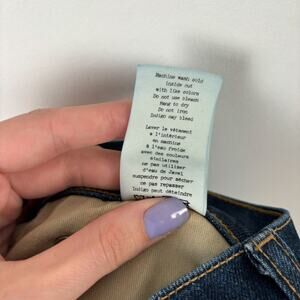 Machine wash cold
inside out
with like colors
Do not use bleach
Hang to dry
Do not iron
Indigo may bleed
Laver le vêtement
à l'intérieur
en machine
à l'eau froide
avec des couleurs
similaires
ne pas utiliser
d'eau de Javel
suspendre pour sécher
ne pas repasser
Indigo peut déteindre